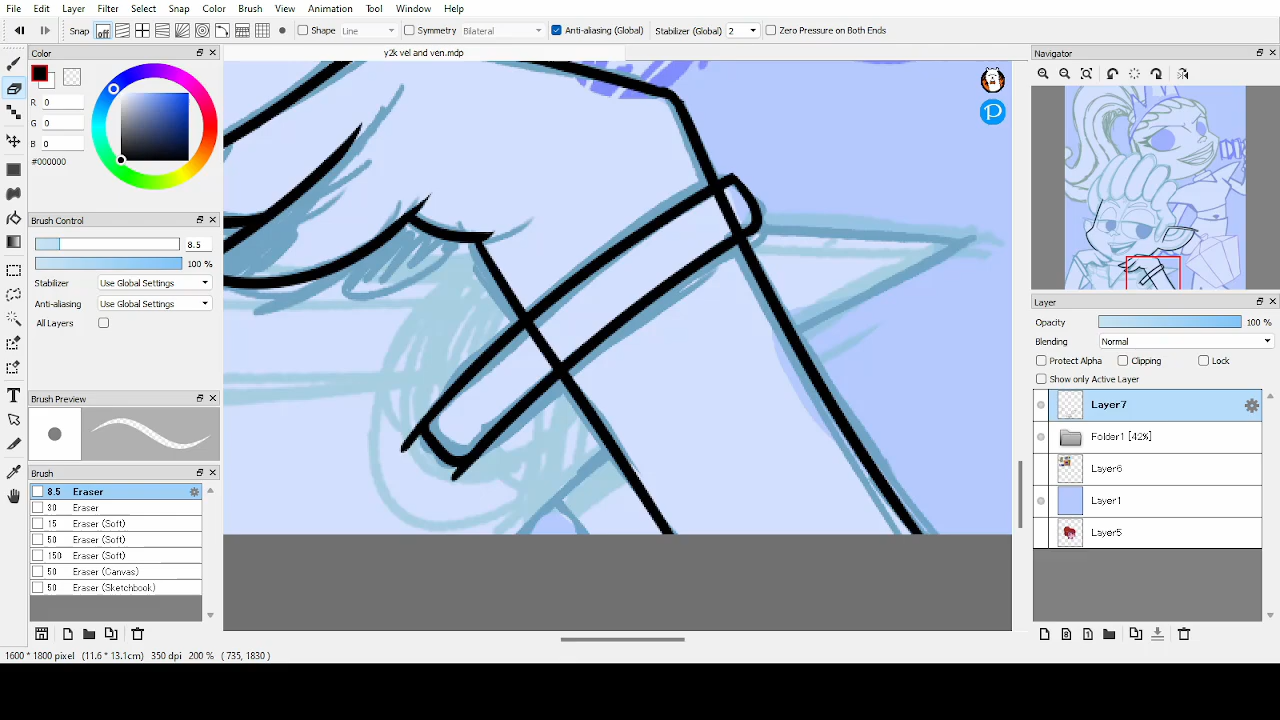 File Edit Layer Filter Select Snap Color Brush View Animation Tool Window Help
Snap off Shape Line Symmetry Bilateral Anti-aliasing (Global) Stabilizer (Global) 2 Zero Pressure on Both Ends
Color
y2k vel and ven.mdp
Navigator
R 0
G 0
B 0
#000000
Brush Control
8.5
100 %
Stabilizer Use Global Settings
Anti-aliasing Use Global Settings
All Layers
Layer
Opacity 100 %
Blending Normal
Protect Alpha Clipping Lock
Show only Active Layer
Layer7
Folder1 [42%]
Layer6
Layer1
Layer5
Brush Preview
Brush
8.5 Eraser
30 Eraser
15 Eraser (Soft)
50 Eraser (Soft)
150 Eraser (Soft)
50 Eraser (Canvas)
50 Eraser (Sketchbook)
1600 * 1800 pixel (11.6 * 13.1cm) 350 dpi 200 % ( 735, 1830 )